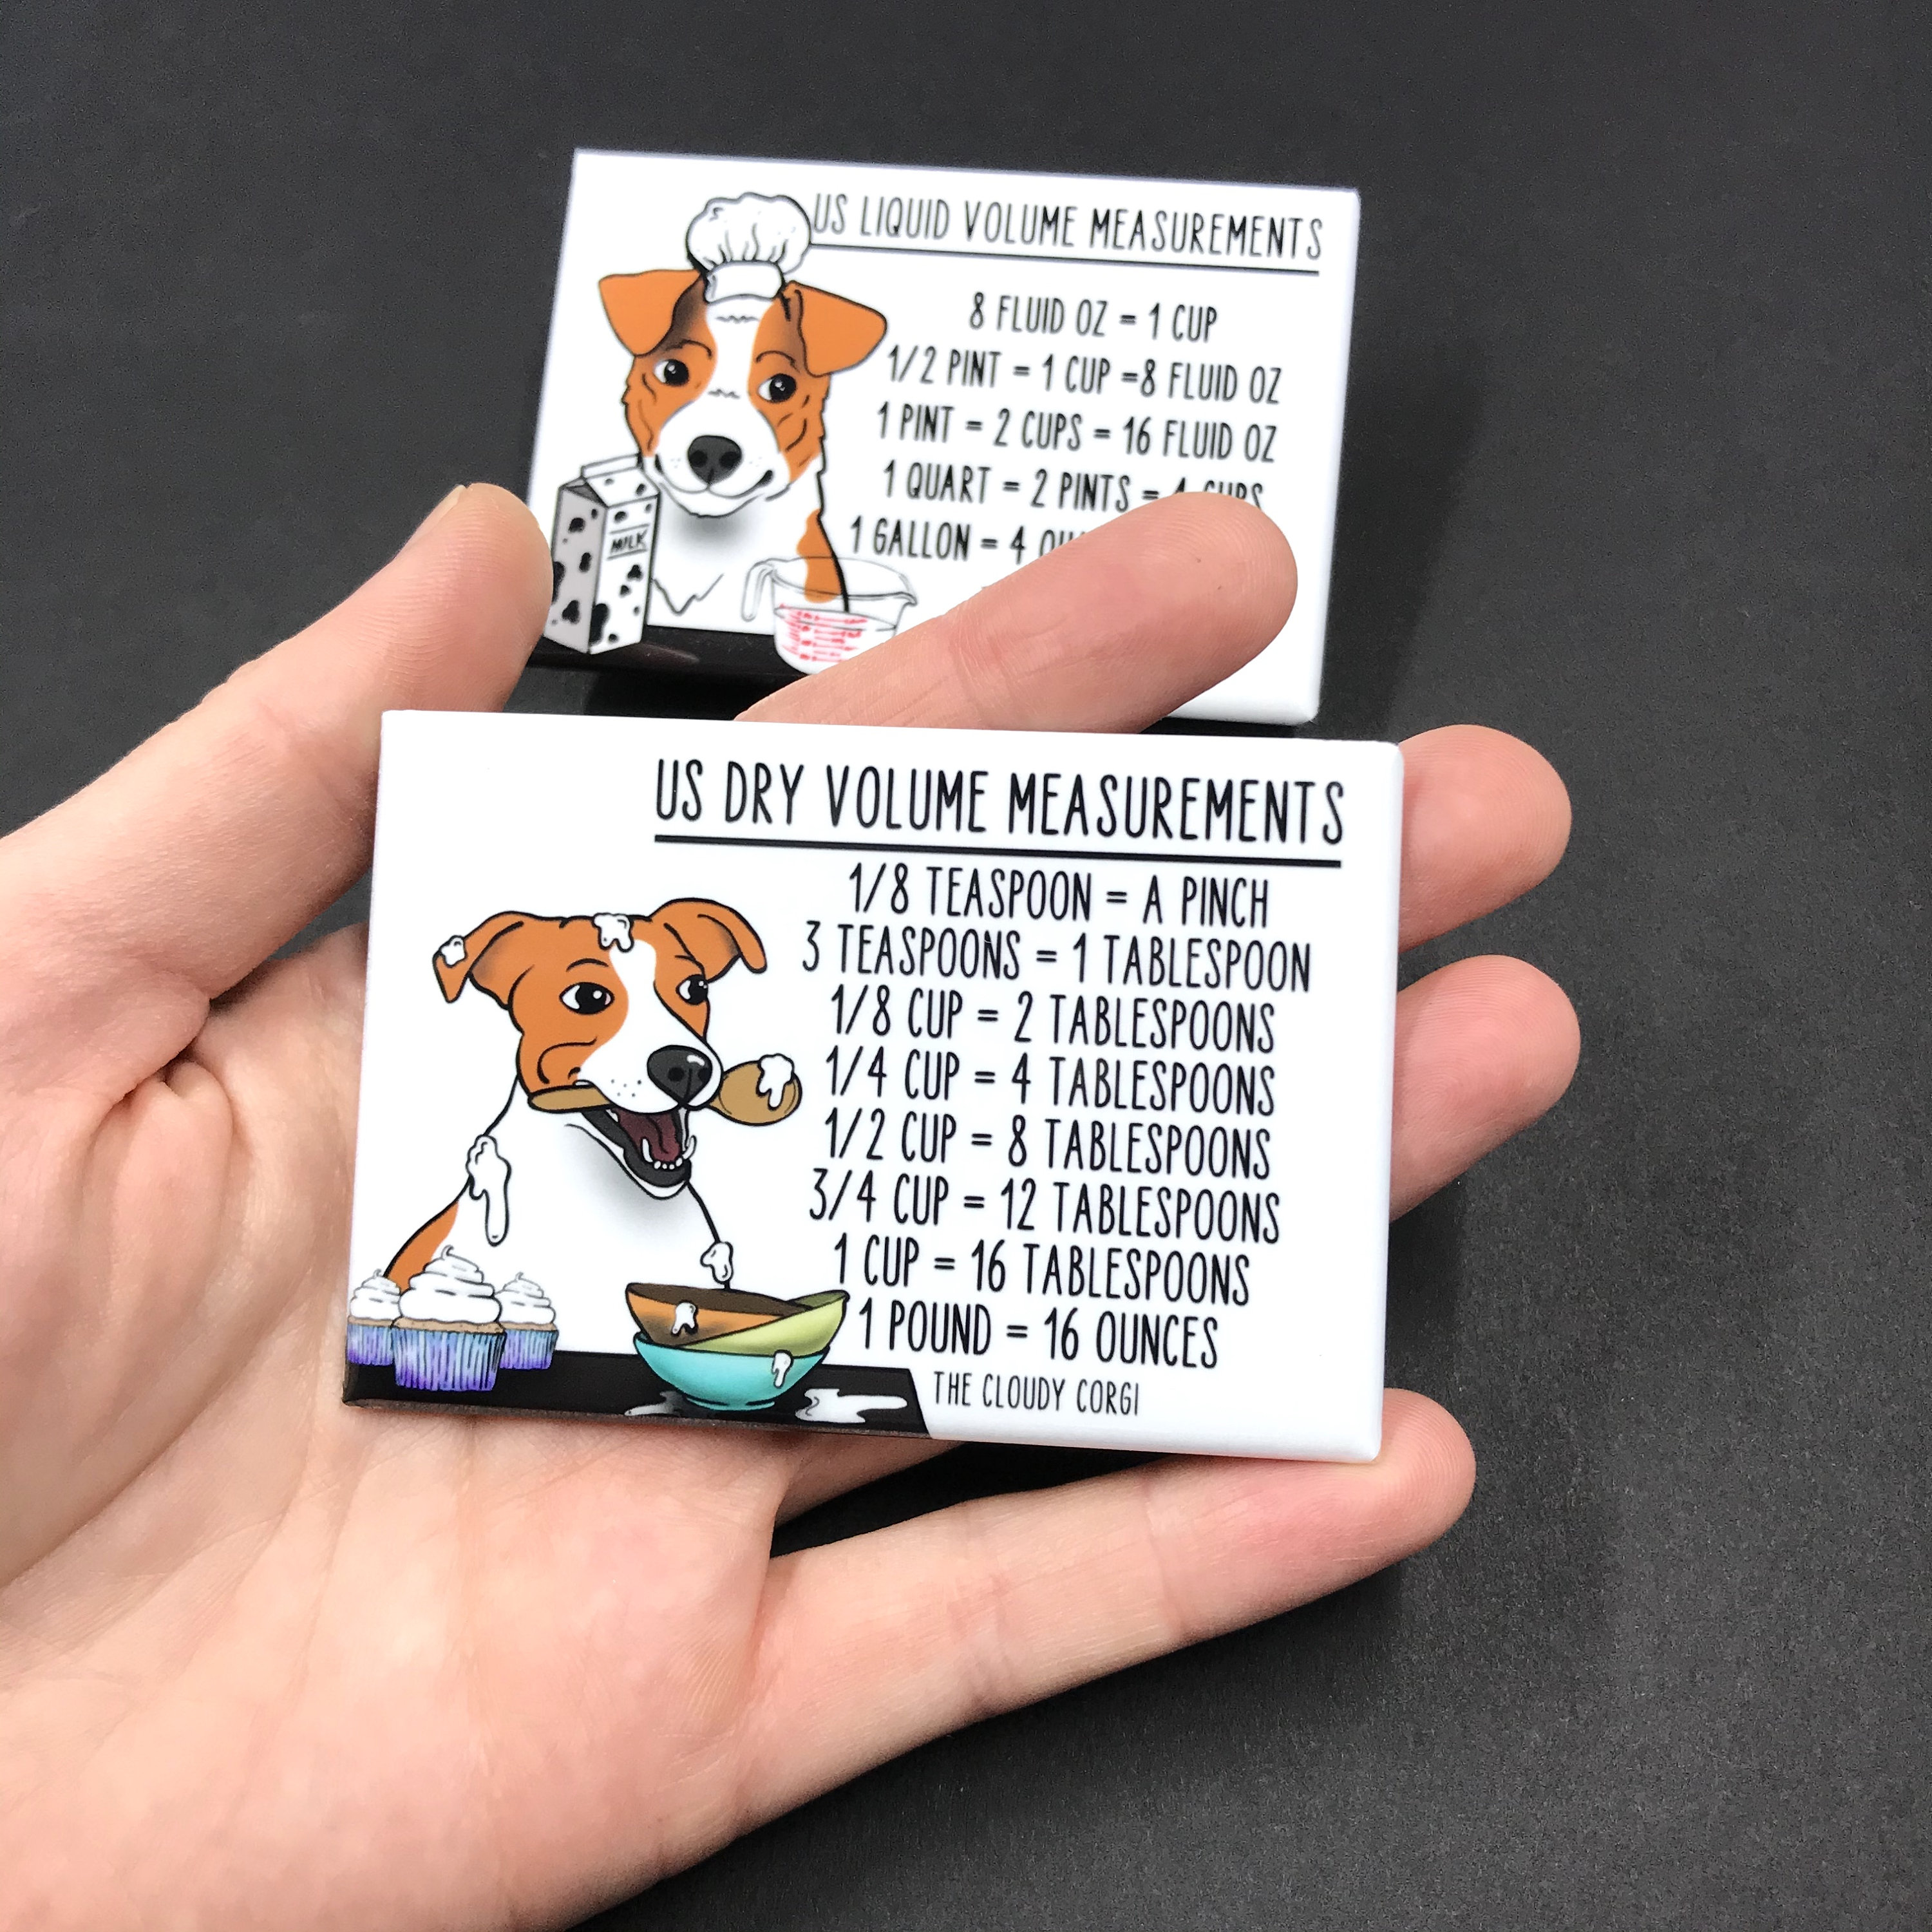 US LIQUID VOLUME MEASUREMENTS
8 FLUID OZ = 1 CUP
1/2 PINT = 1 CUP =8 FLUID OZ
1 PINT = 2 CUPS = 16 FLUID OZ
1 QUART = 2 PINTS = 4 CUPS
1 GALLON = 4
MILK
US DRY VOLUME MEASUREMENTS
1/8 TEASPOON = A PINCH
3 TEASPOONS = 1 TABLESPOON
1/8 CUP = 2 TABLESPOONS
1/4 CUP = 4 TABLESPOONS
1/2 CUP = 8 TABLESPOONS
3/4 CUP = 12 TABLESPOONS
1 CUP = 16 TABLESPOONS
1 POUND = 16 OUNCES
THE CLOUDY CORGI